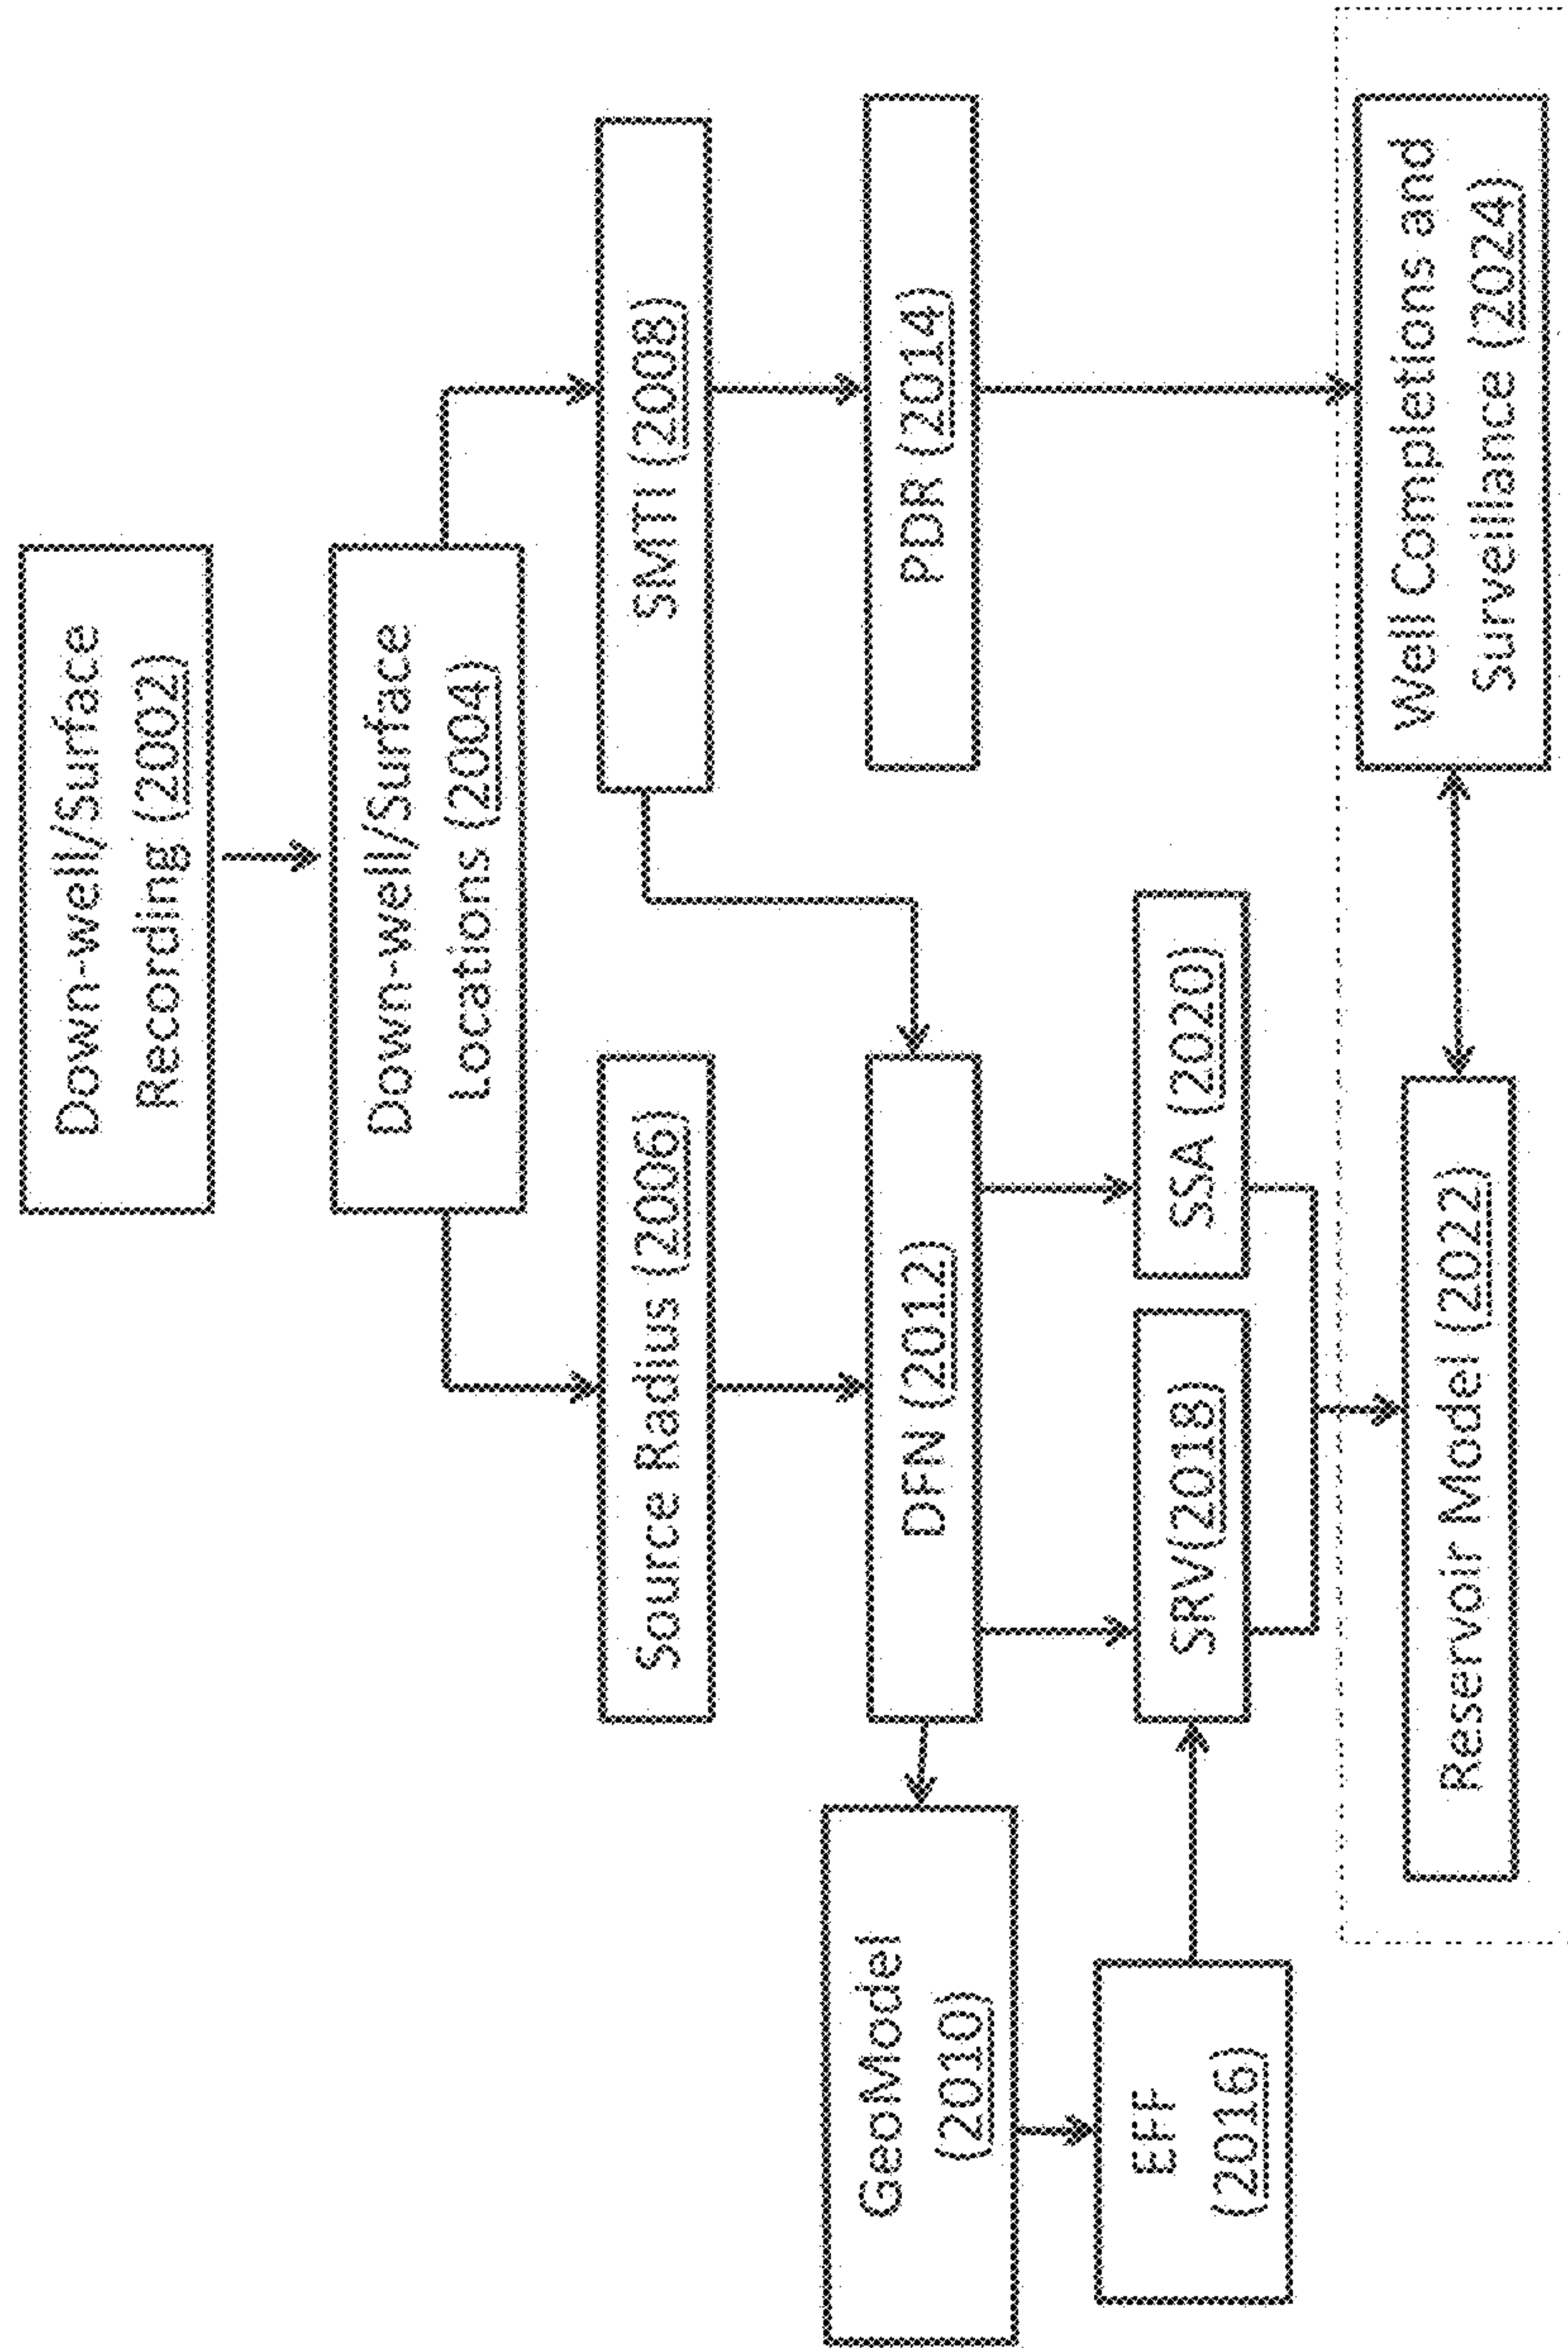 Down-well/Surface
Recording (2002)
Down-well/Surface
Locations (2004)
Source Radius (2006)
SMTI (2008)
GeoModel
(2010)
DFN (2012)
PDR (2014)
EFF
(2016)
SRV(2018)
SSA (2020)
Reservoir Model (2022)
Well Completions and
Surveillance (2024)